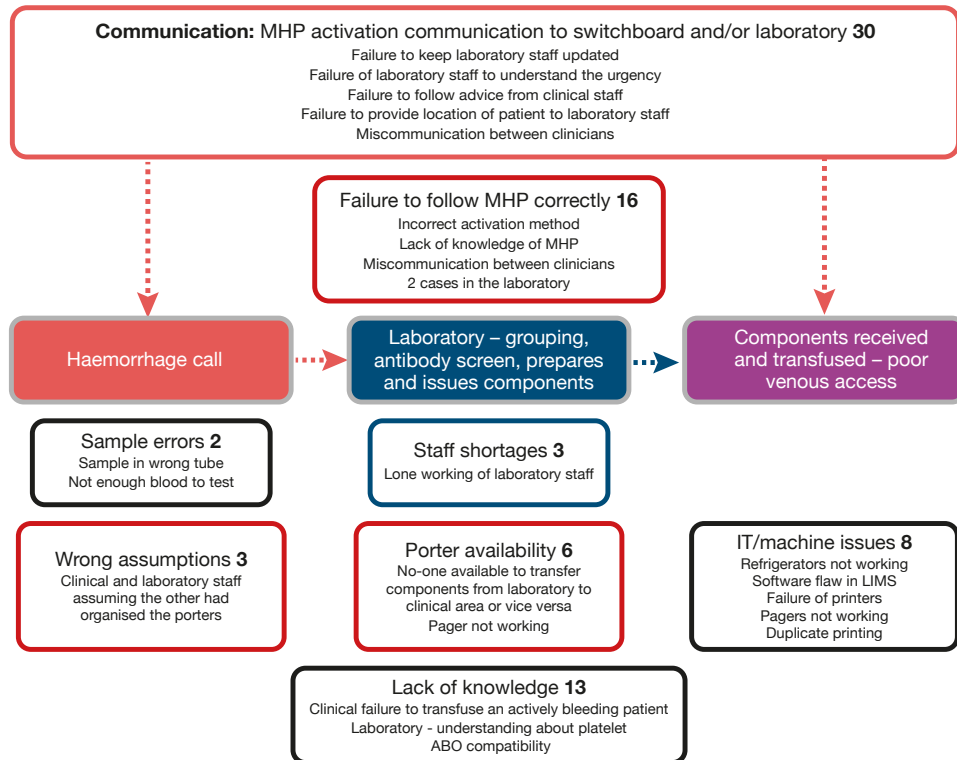 Communication: MHP activation communication to switchboard and/or laboratory 30
Failure to keep laboratory staff updated
Failure of laboratory staff to understand the urgency
Failure to follow advice from clinical staff
Failure to provide location of patient to laboratory staff
Miscommunication between clinicians
Failure to follow MHP correctly 16
Incorrect activation method
Lack of knowledge of MHP
Miscommunication between clinicians
2 cases in the laboratory
Haemorrhage call
Laboratory – grouping,
antibody screen, prepares
and issues components
Components received
and transfused – poor
venous access
Sample errors 2
Sample in wrong tube
Not enough blood to test
Staff shortages 3
Lone working of laboratory staff
Wrong assumptions 3
Clinical and laboratory staff
assuming the other had
organised the porters
Porter availability 6
No-one available to transfer
components from laboratory to
clinical area or vice versa
Pager not working
IT/machine issues 8
Refrigerators not working
Software flaw in LIMS
Failure of printers
Pagers not working
Duplicate printing
Lack of knowledge 13
Clinical failure to transfuse an actively bleeding patient
Laboratory - understanding about platelet
ABO compatibility